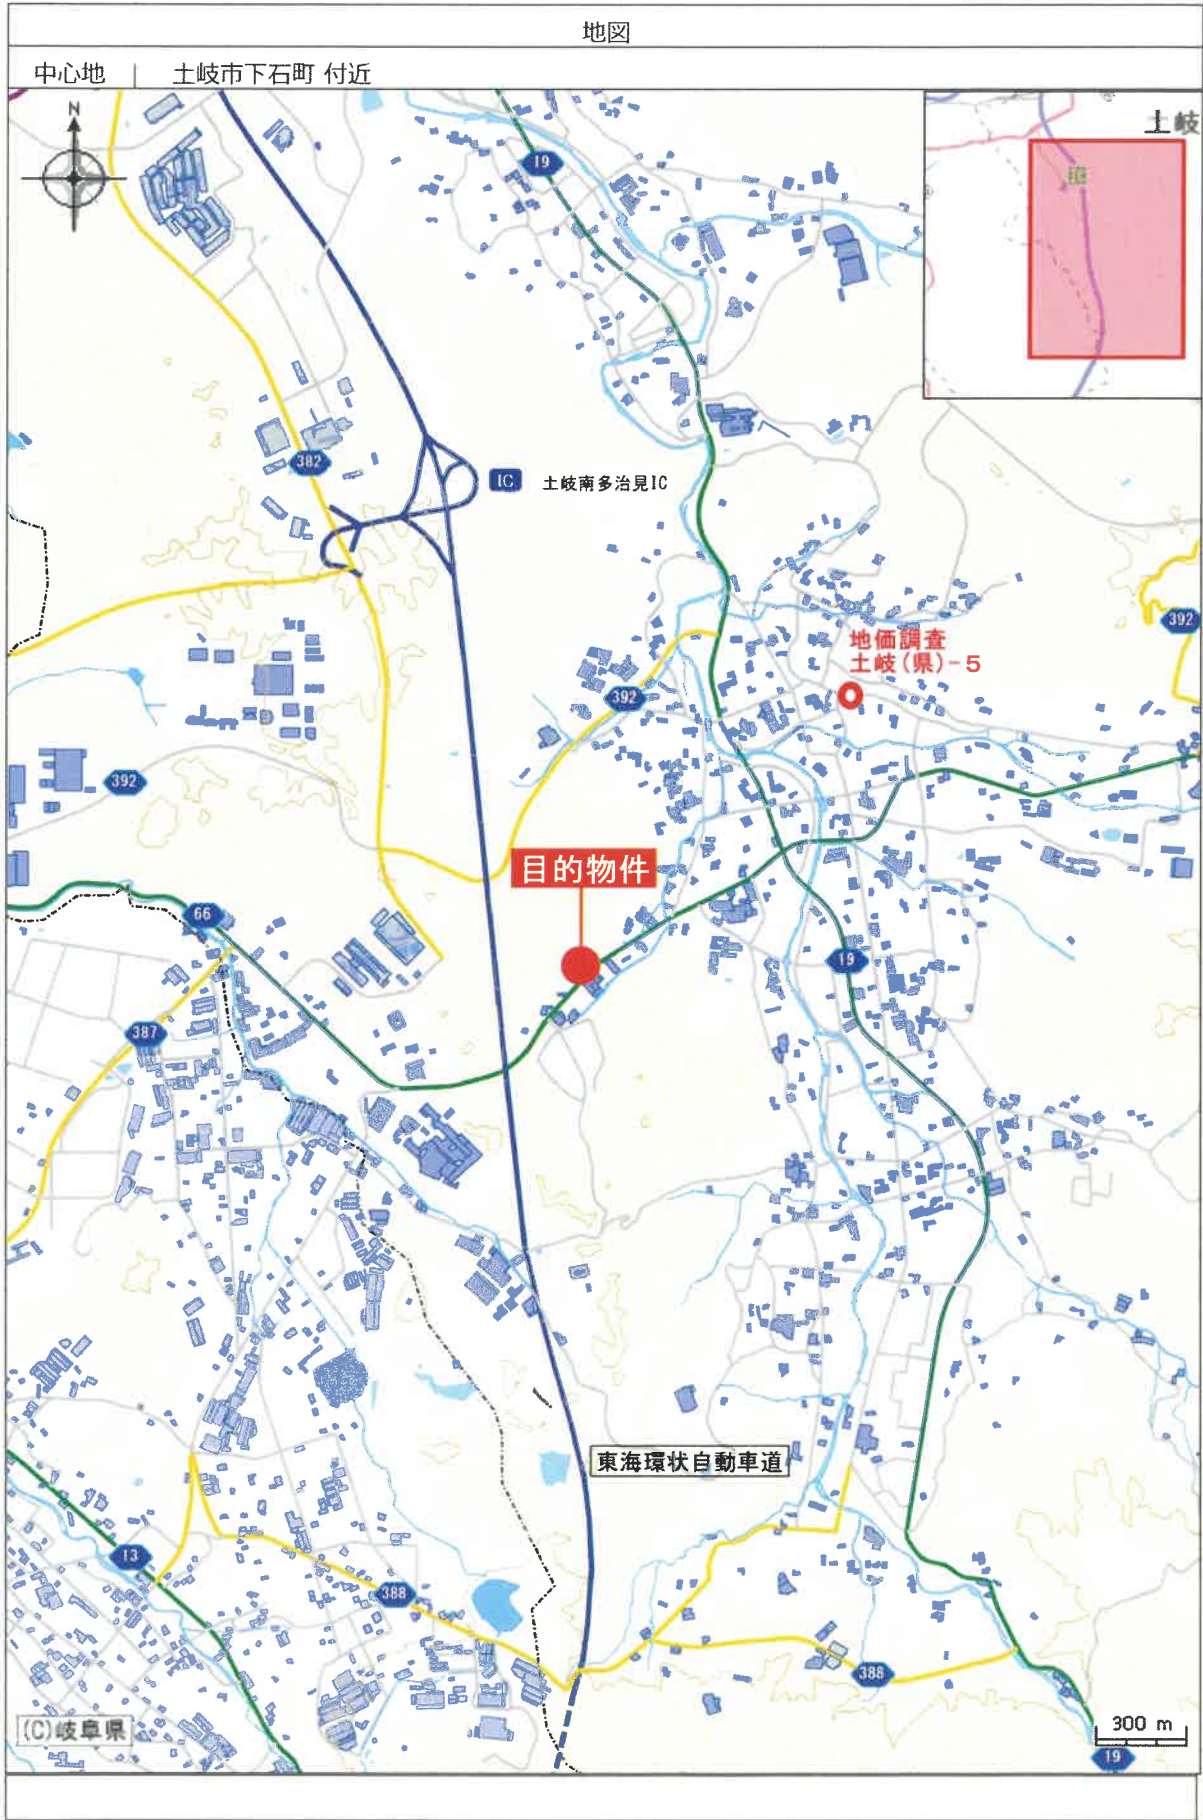 地図
中心地
土岐市下石町 付近
N
土岐
IC
19
382
IC
土岐南多治見IC
392
地価調査
土岐(県)-5
392
392
目的物件
66
19
387
東海環状自動車道
13
388
388
(C)岐阜県
300 m
19